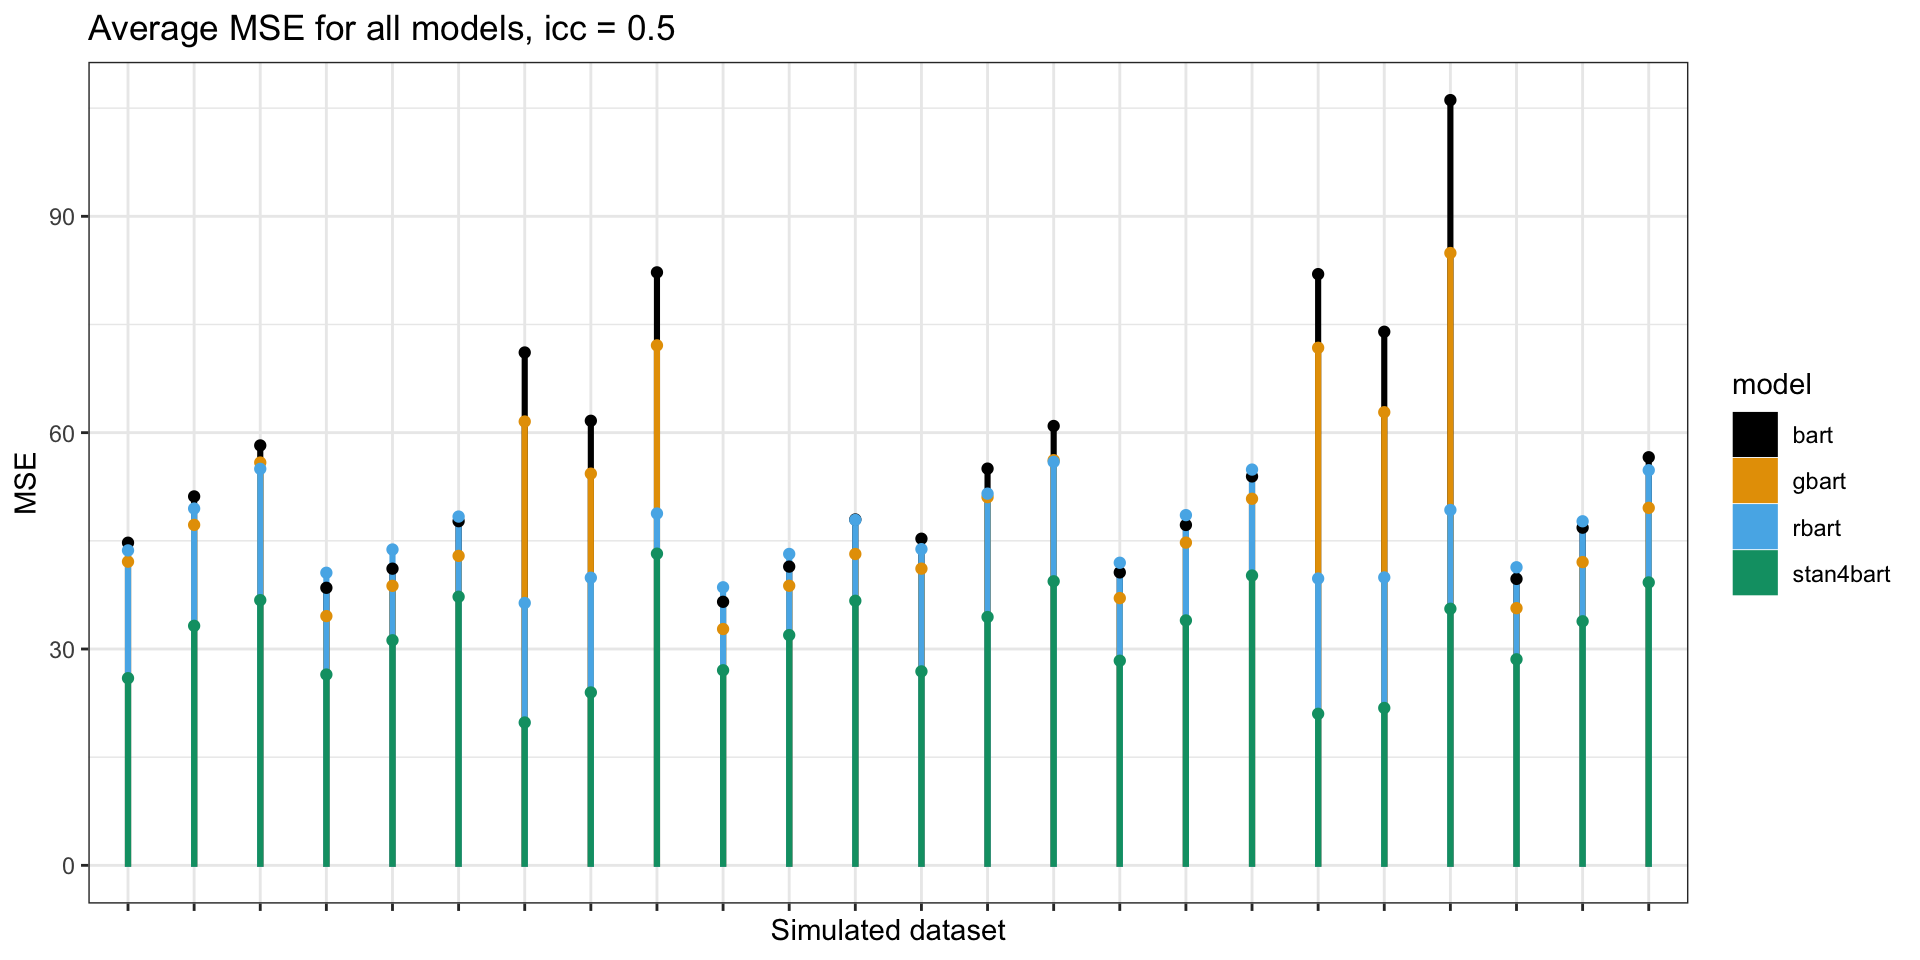 Average MSE for all models, icc = 0.5
MSE
90
60
30
0
Simulated dataset
model
bart
gbart
rbart
stan4bart